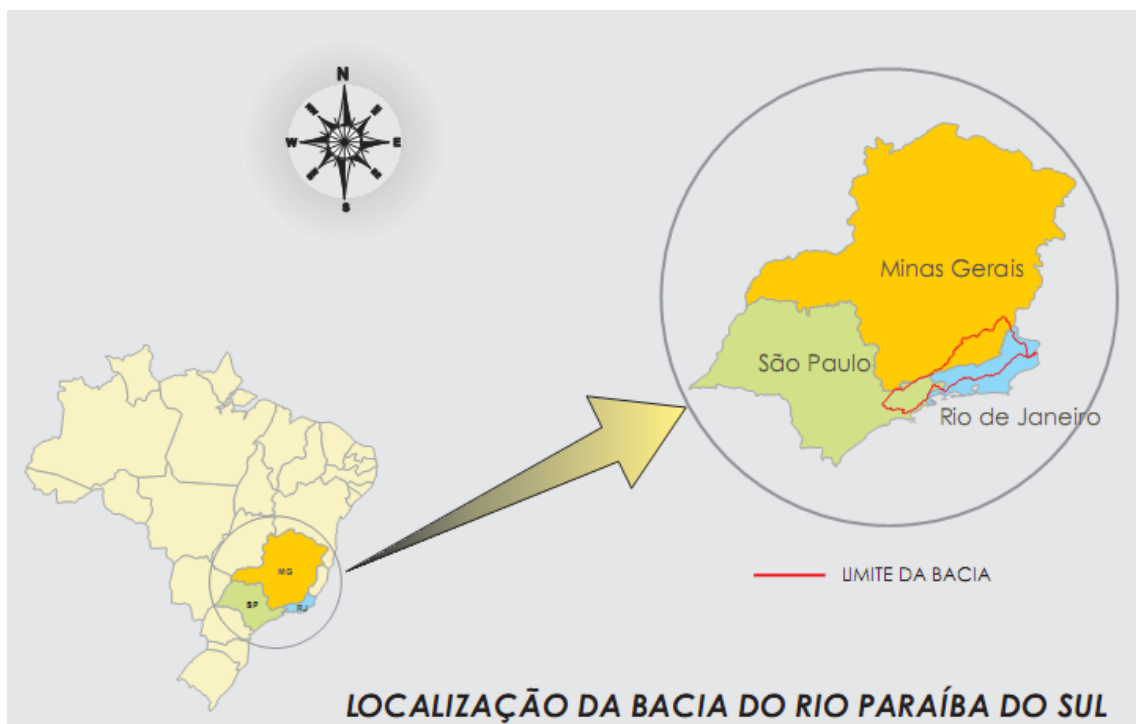 N
W
E
S
Minas Gerais
São Paulo
Rio de Janeiro
MG
SP
RJ
LIMITE DA BACIA
LOCALIZAÇÃO DA BACIA DO RIO PARAÍBA DO SUL